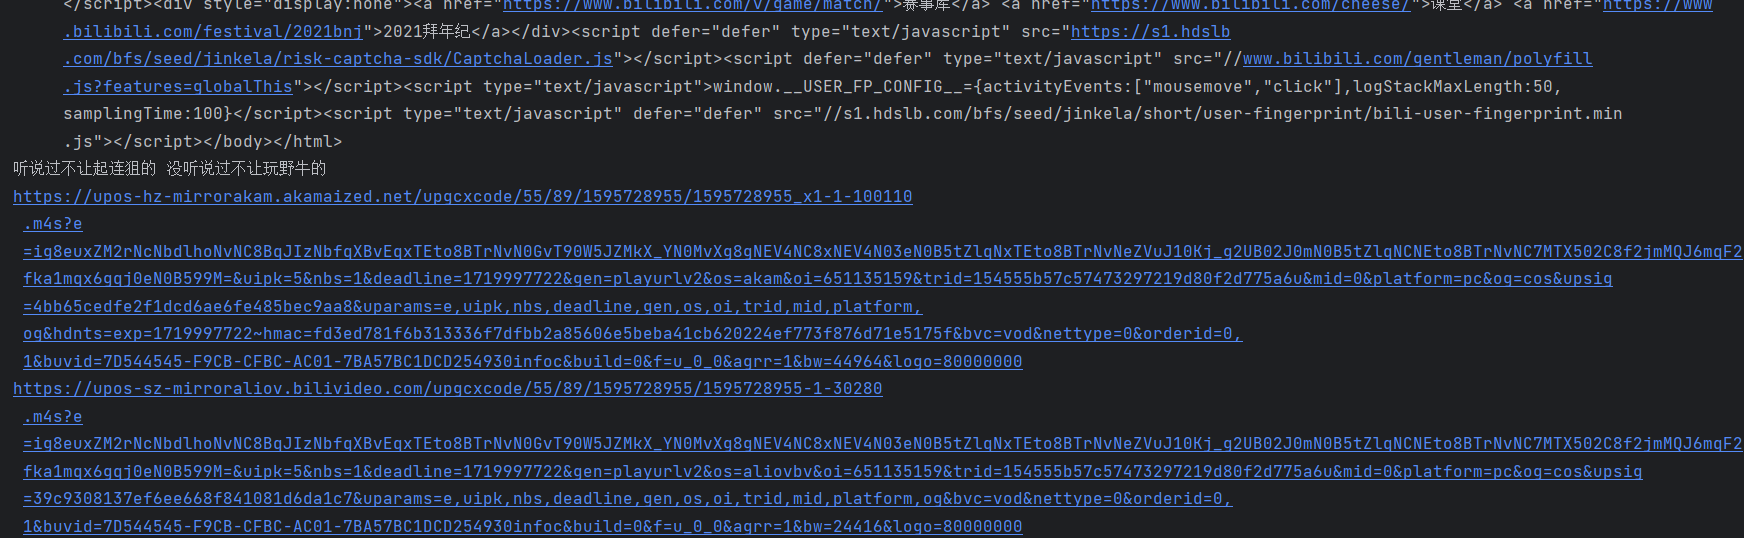 </script><div style="display:none"><a href="https://www.bilibili.com/v/game/match/">赛事库</a> <a href="https://www.bilibili.com/cheese/">课堂</a> <a href="https://www
.bilibili.com/festival/2021bnj">2021拜年纪</a></div><script defer="defer" type="text/javascript" src="https://s1.hdslb
.com/bfs/seed/jinkela/risk-captcha-sdk/CaptchaLoader.js"></script><script defer="defer" type="text/javascript" src="//www.bilibili.com/gentleman/polyfill
.js?features=globalThis"></script><script type="text/javascript">window.__USER_FP_CONFIG__={activityEvents:["mousemove","click"],logStackMaxLength:50,
samplingTime:100}</script><script type="text/javascript" defer="defer" src="//s1.hdslb.com/bfs/seed/jinkela/short/user-fingerprint/bili-user-fingerprint.min
.js"></script></body></html>
听说过不让起连狙的 没听说过不让玩野牛的
https://upos-hz-mirrorakam.akamaized.net/upgcxcode/55/89/1595728955/1595728955_x1-1-100110
.m4s?e
=ig8euxZM2rNcNbdlhoNvNC8BqJIzNbfqXBvEqxTEto8BTrNvN0GvT90W5JZMkX_YN0MvXg8gNEV4NC8xNEV4N03eN0B5tZlqNxTEto8BTrNvNeZVuJ10Kj_g2UB02J0mN0B5tZlqNCNEto8BTrNvNC7MTX502C8f2jmMQJ6mqF2
fka1mqx6gqj0eN0B599M=&uipk=5&nbs=1&deadline=1719997722&gen=playurlv2&os=akam&oi=651135159&trid=154555b57c57473297219d80f2d775a6u&mid=0&platform=pc&og=cos&upsig
=4bb65cedfe2f1dcd6ae6fe485bec9aa8&uparams=e,uipk,nbs,deadline,gen,os,oi,trid,mid,platform,
og&hdnts=exp=1719997722~hmac=fd3ed781f6b313336f7dfbb2a85606e5beba41cb620224ef773f876d71e5175f&bvc=vod&nettype=0&orderid=0,
1&buvid=7D544545-F9CB-CFBC-AC01-7BA57BC1DCD254930infoc&build=0&f=u_0_0&agrr=1&bw=44964&logo=80000000
https://upos-sz-mirroraliov.bilivideo.com/upgcxcode/55/89/1595728955/1595728955-1-30280
.m4s?e
=ig8euxZM2rNcNbdlhoNvNC8BqJIzNbfqXBvEqxTEto8BTrNvN0GvT90W5JZMkX_YN0MvXg8gNEV4NC8xNEV4N03eN0B5tZlqNxTEto8BTrNvNeZVuJ10Kj_g2UB02J0mN0B5tZlqNCNEto8BTrNvNC7MTX502C8f2jmMQJ6mqF2
fka1mqx6gqj0eN0B599M=&uipk=5&nbs=1&deadline=1719997722&gen=playurlv2&os=aliovbv&oi=651135159&trid=154555b57c57473297219d80f2d775a6u&mid=0&platform=pc&og=cos&upsig
=39c9308137ef6ee668f841081d6da1c7&uparams=e,uipk,nbs,deadline,gen,os,oi,trid,mid,platform,og&bvc=vod&nettype=0&orderid=0,
1&buvid=7D544545-F9CB-CFBC-AC01-7BA57BC1DCD254930infoc&build=0&f=u_0_0&agrr=1&bw=24416&logo=80000000